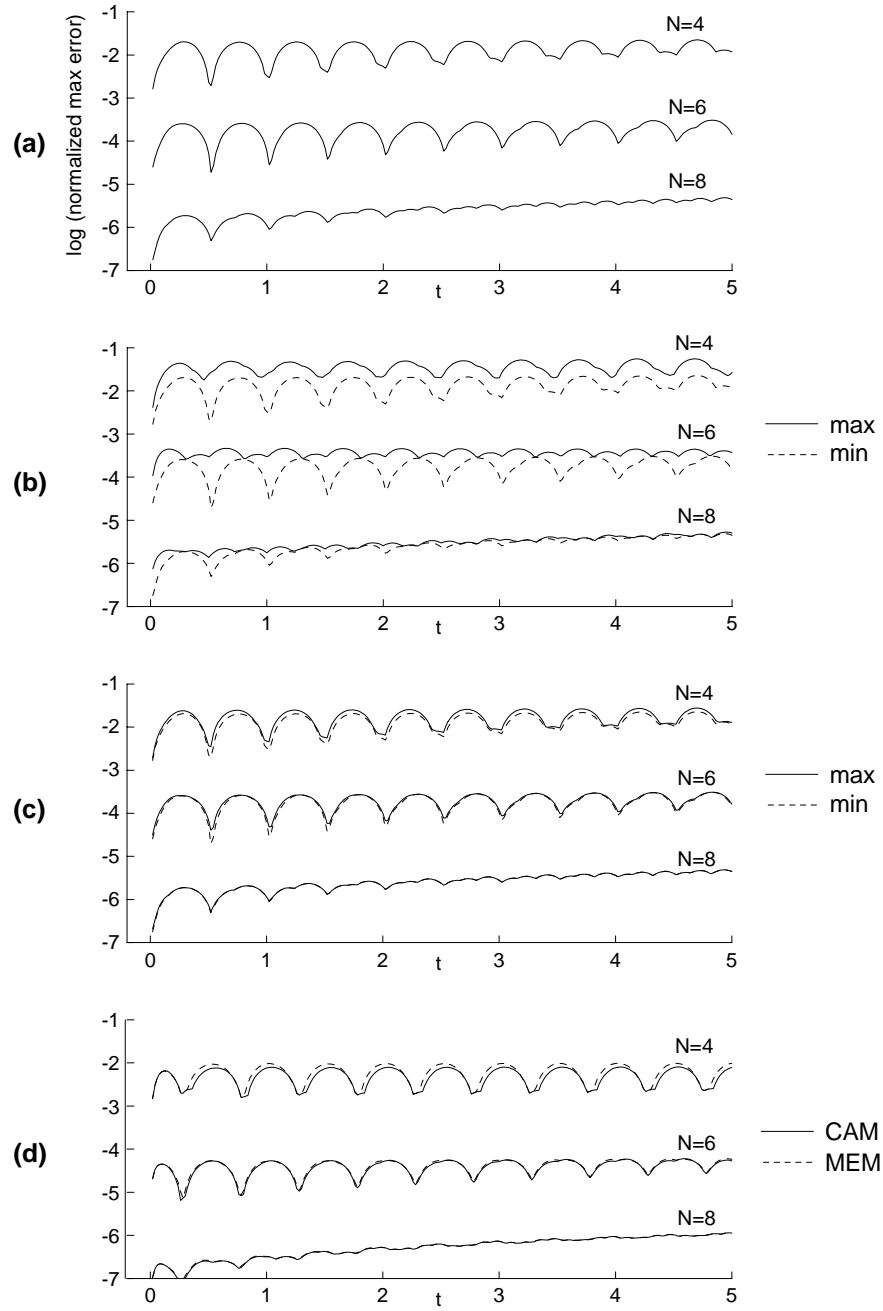 (a)
log (normalized max error)
-1
-2
-3
-4
-5
-6
-7
N=4
N=6
N=8
0 1 2 3 4 5
t
(b)
-1
-2
-3
-4
-5
-6
-7
N=4
N=6
N=8
0 1 2 3 4 5
t
max
min
(c)
-1
-2
-3
-4
-5
-6
-7
N=4
N=6
N=8
0 1 2 3 4 5
t
max
min
(d)
-1
-2
-3
-4
-5
-6
-7
N=4
N=6
N=8
0 1 2 3 4 5
t
CAM
MEM